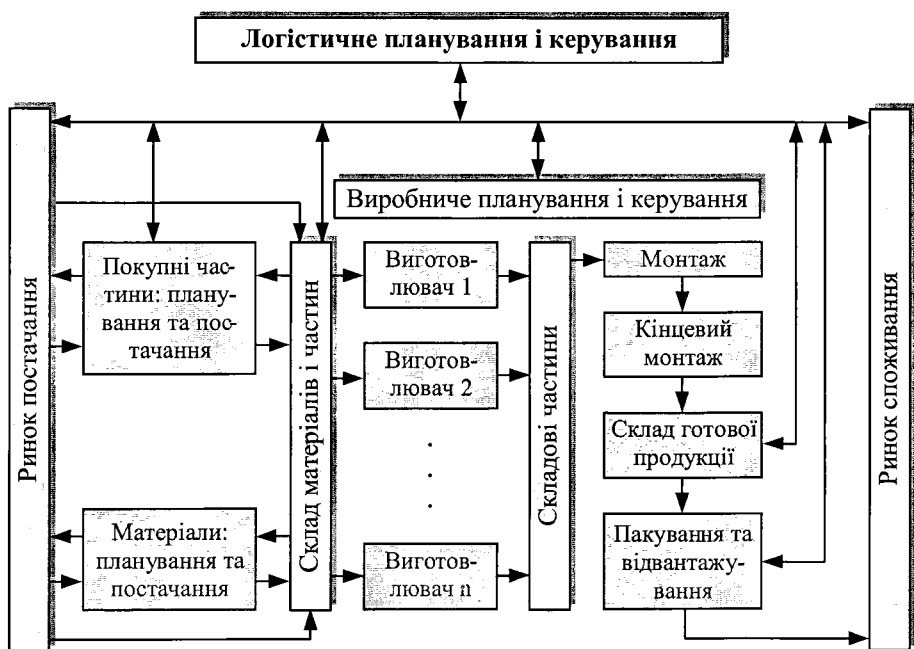 Логістичне планування і керування
Виробниче планування і керування
Ринок постачання
Покупні час-
тини: плану-
вання та пос-
тачання
Матеріали:
планування та
постачання
Склад матеріалів і частин
Виготов-
лювач 1
Виготов-
лювач 2
.
.
.
Виготов-
лювач n
Складові частини
Монтаж
Кінцевий
монтаж
Склад готової
продукції
Пакування та
відвантажу-
вання
Ринок споживання